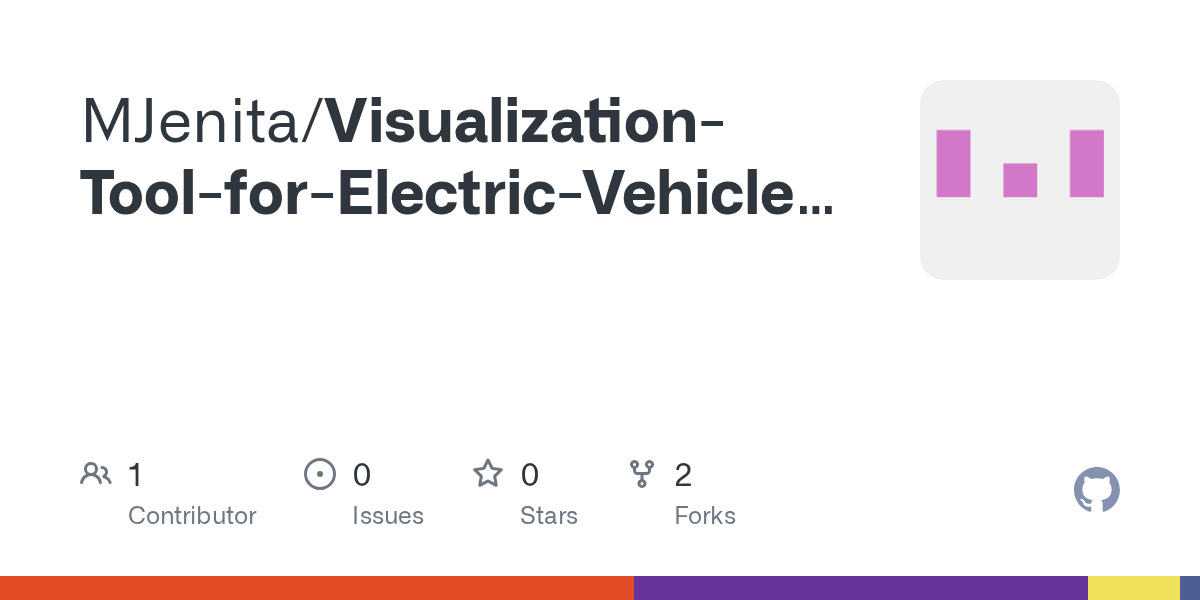 MJenita/Visualization-
Tool-for-Electric-Vehicle...
1
Contributor
0
Issues
0
Stars
2
Forks